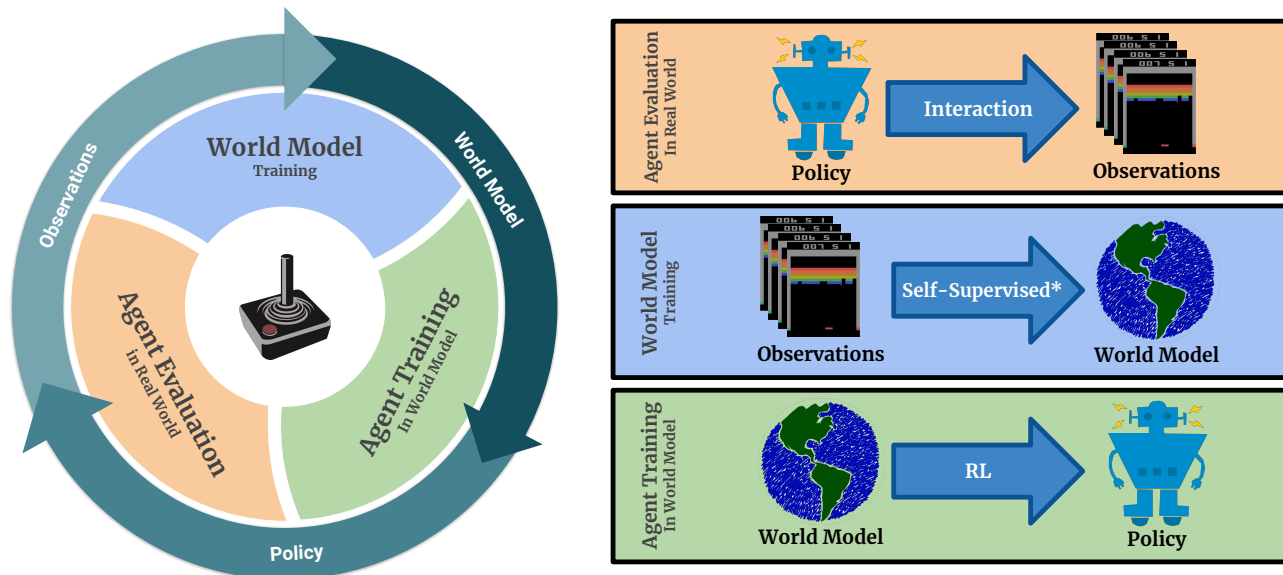 Observations
World Model
World Model
Training
Agent Evaluation
in Real World
Agent Training
In World Model
Policy
Agent Evaluation
In Real World
Policy
Interaction
Observations
World Model
Training
Observations
Self-Supervised*
World Model
Agent Training
In World Model
World Model
RL
Policy